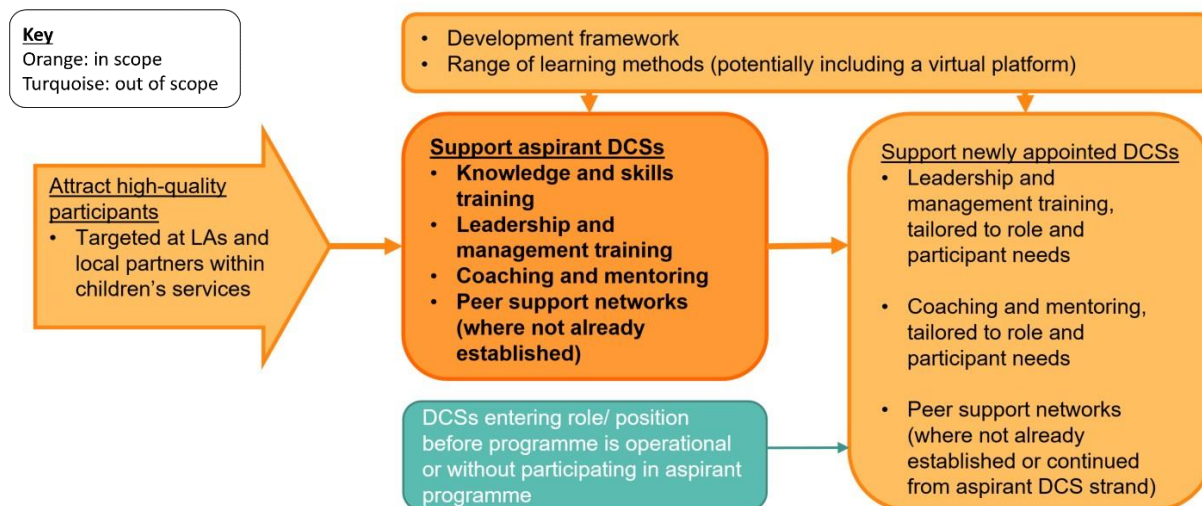 Key
Orange: in scope
Turquoise: out of scope
• Development framework
• Range of learning methods (potentially including a virtual platform)
Attract high-quality
participants
• Targeted at LAs and
local partners within
children's services
Support aspirant DCSs
• Knowledge and skills
training
• Leadership and
management training
• Coaching and mentoring
• Peer support networks
(where not already
established)
DCSs entering role/ position
before programme is operational
or without participating in aspirant
programme
Support newly appointed DCSs
• Leadership and
management training,
tailored to role and
participant needs
• Coaching and mentoring,
tailored to role and
participant needs
• Peer support networks
(where not already
established or continued
from aspirant DCS strand)